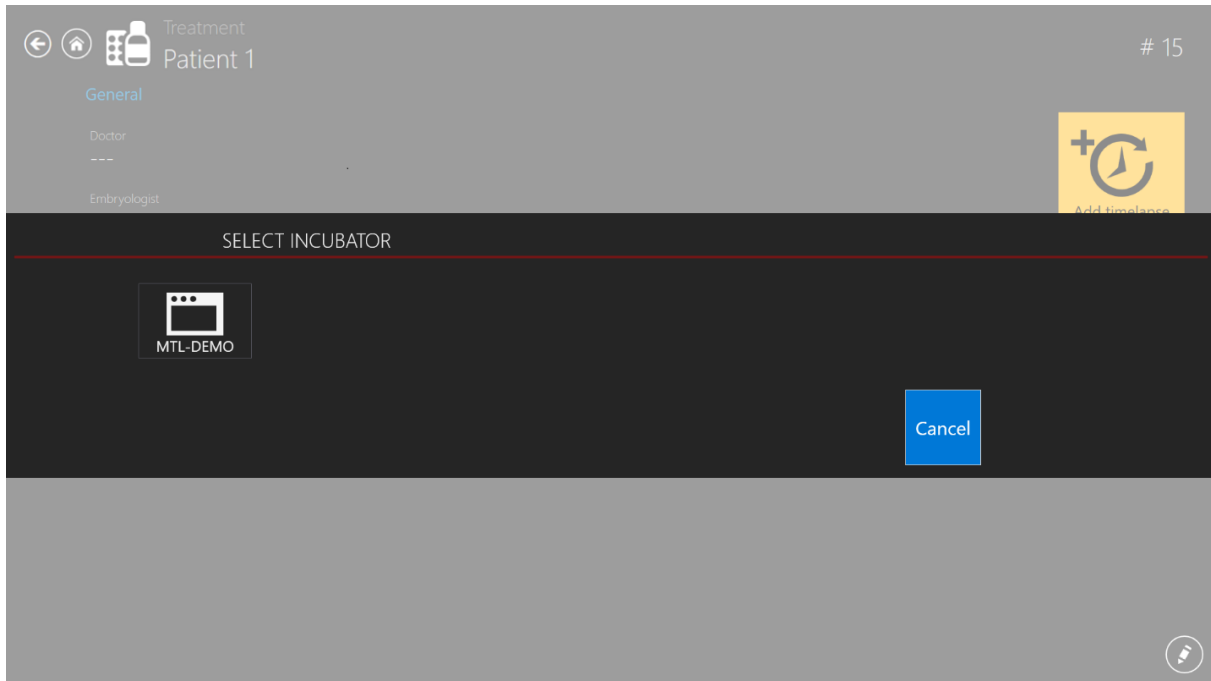 Treatment
Patient 1
# 15
General
Doctor
---
Embryologist
Add timelapse
SELECT INCUBATOR
MTL-DEMO
Cancel